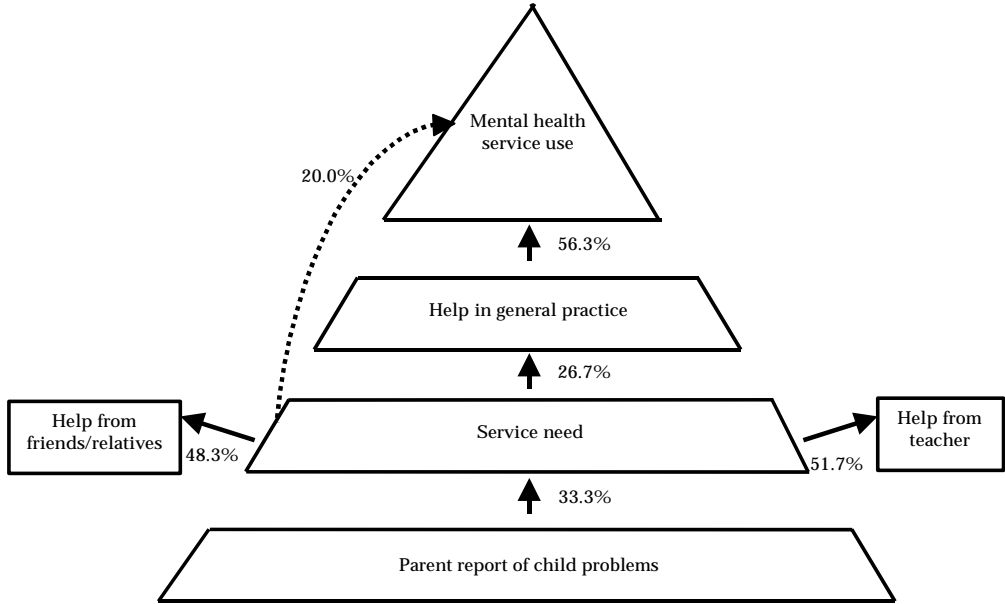 Mental health
service use
20.0%
56.3%
Help in general practice
26.7%
Help from
friends/relatives
48.3%
Service need
Help from
teacher
51.7%
33.3%
Parent report of child problems